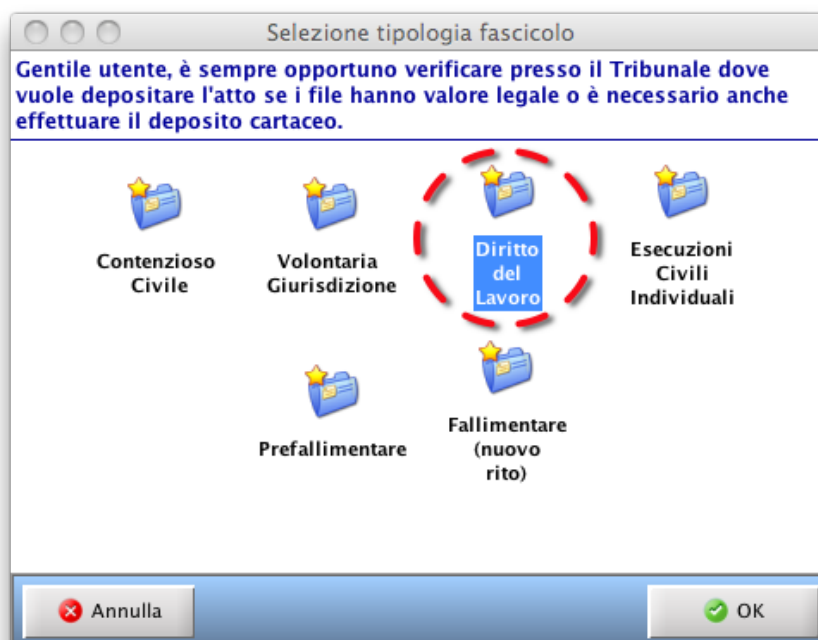 Selezione tipologia fascicolo
Gentile utente, è sempre opportuno verificare presso il Tribunale dove
vuole depositare l'atto se i file hanno valore legale o è necessario anche
effettuare il deposito cartaceo.
Contenzioso
Civile
Volontaria
Giurisdizione
Diritto
del
Lavoro
Esecuzioni
Civili
Individuali
Prefallimentare
Fallimentare
(nuovo
rito)
Annulla
OK